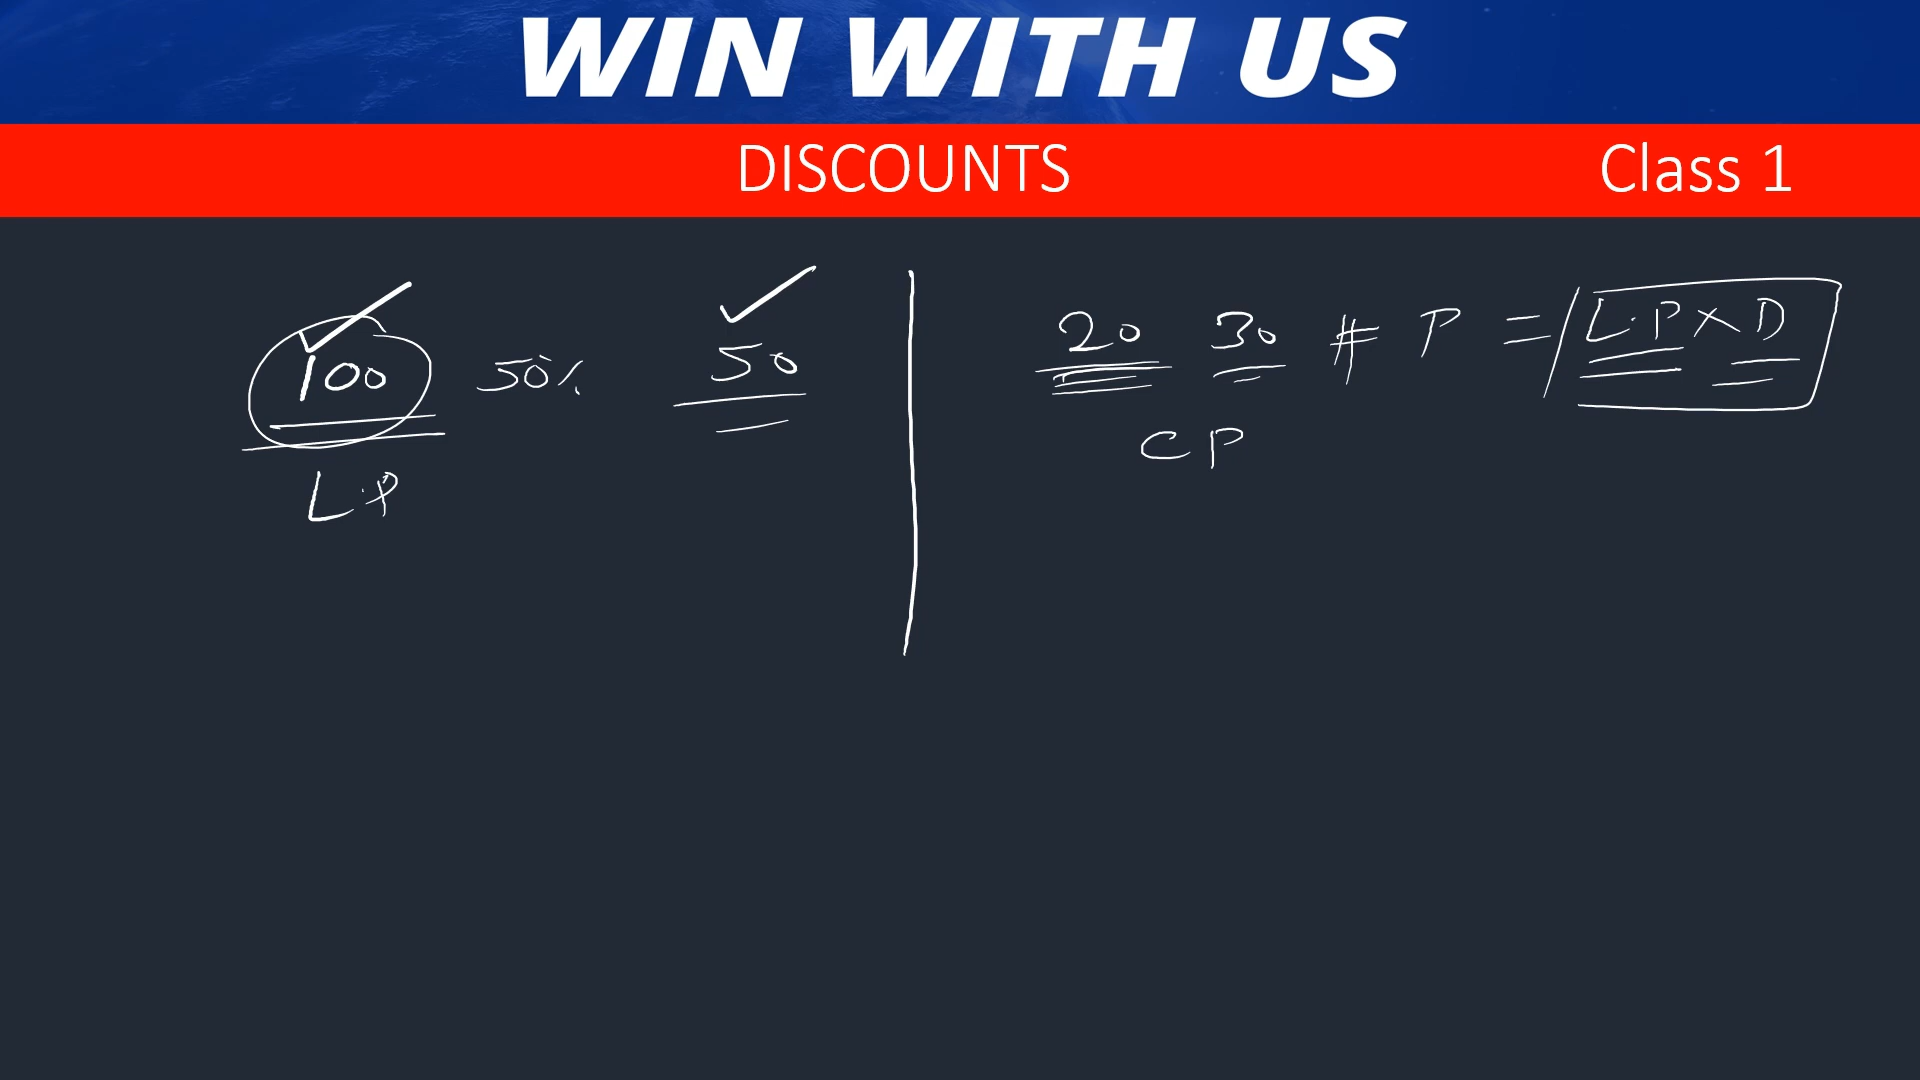 WIN WITH US
DISCOUNTS Class 1
100 50% 50
L.P
20 30 # P = L.P × D
CP